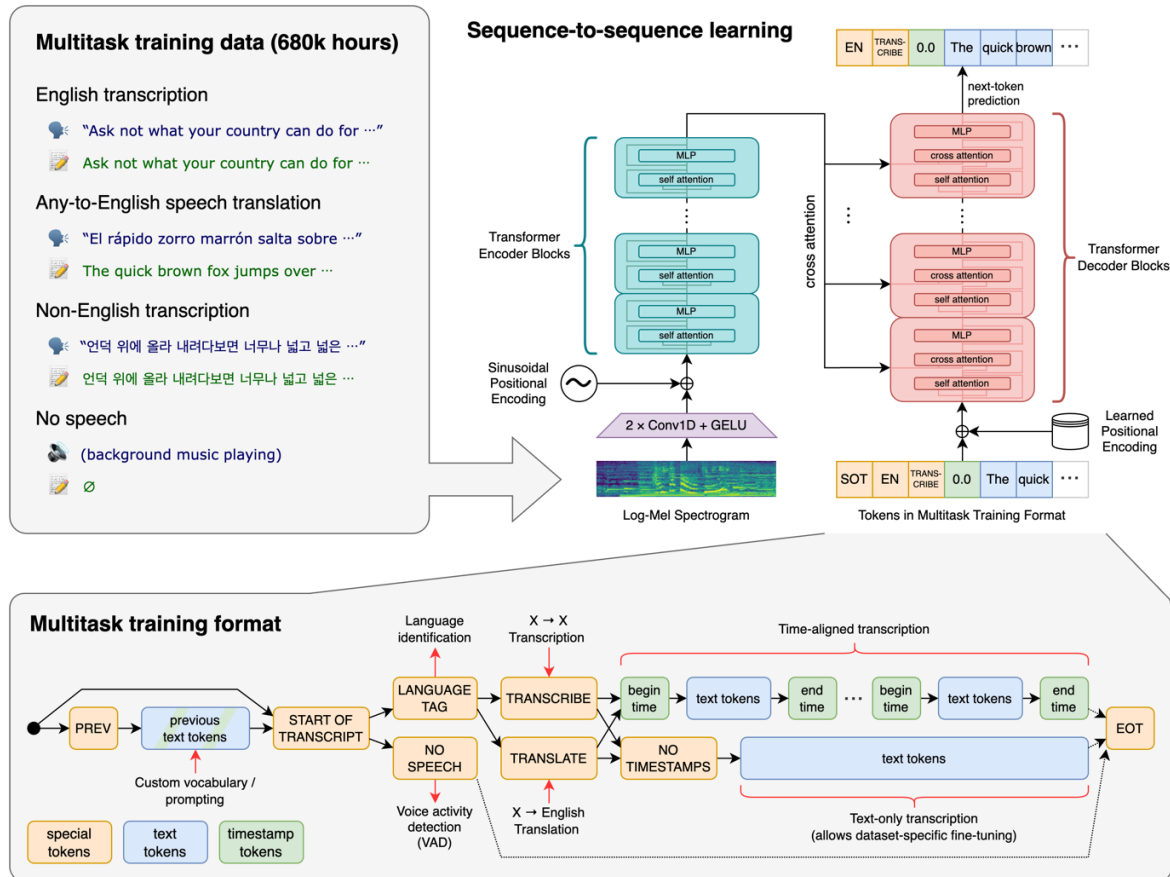 Multitask training data (680k hours)
English transcription
“Ask not what your country can do for ⋯”
Ask not what your country can do for ⋯
Any-to-English speech translation
“El rápido zorro marrón salta sobre ⋯”
The quick brown fox jumps over ⋯
Non-English transcription
“언덕 위에 올라 내려다보면 너무나 넓고 넓은 ⋯”
언덕 위에 올라 내려다보면 너무나 넓고 넓은 ⋯
No speech
(background music playing)
∅
Sequence-to-sequence learning
EN TRANS-
CRIBE 0.0 The quick brown ⋯
next-token
prediction
MLP
self attention
MLP
self attention
MLP
self attention
Transformer
Encoder Blocks
Sinusoidal
Positional
Encoding
2 × Conv1D + GELU
Log-Mel Spectrogram
cross attention
MLP
cross attention
self attention
MLP
cross attention
self attention
MLP
cross attention
self attention
Transformer
Decoder Blocks
Learned
Positional
Encoding
SOT EN TRANS-
CRIBE 0.0 The quick ⋯
Tokens in Multitask Training Format
Multitask training format
PREV
previous
text tokens
Custom vocabulary /
prompting
START OF
TRANSCRIPT
Language
identification
LANGUAGE
TAG
NO
SPEECH
Voice activity
detection
(VAD)
X → X
Transcription
TRANSCRIBE
TRANSLATE
X → English
Translation
Time-aligned transcription
begin
time
text tokens
end
time
⋯
begin
time
text tokens
end
time
NO
TIMESTAMPS
text tokens
Text-only transcription
(allows dataset-specific fine-tuning)
EOT
special
tokens
text
tokens
timestamp
tokens